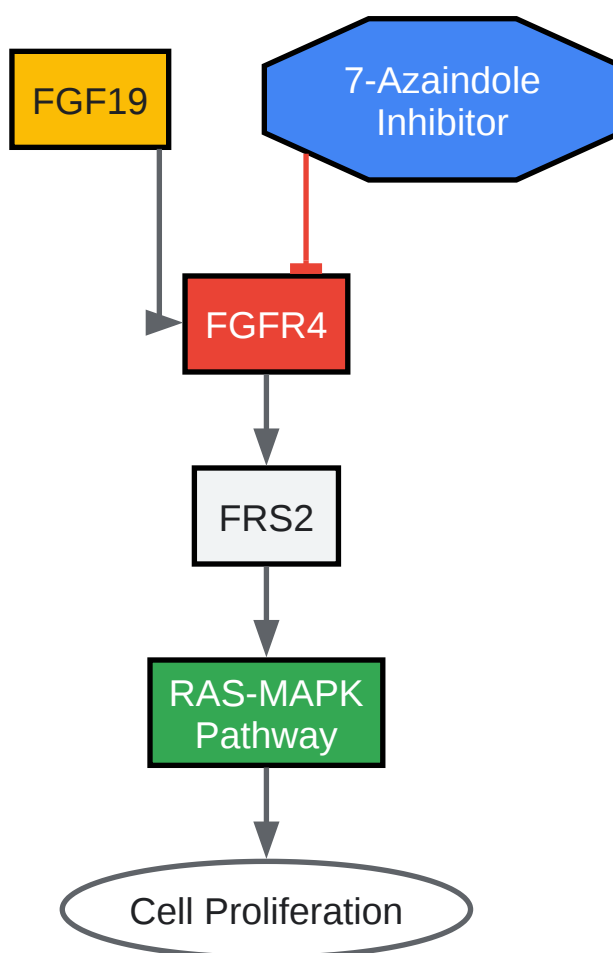 FGF19
7-Azaindole
Inhibitor
FGFR4
FRS2
RAS-MAPK
Pathway
Cell Proliferation